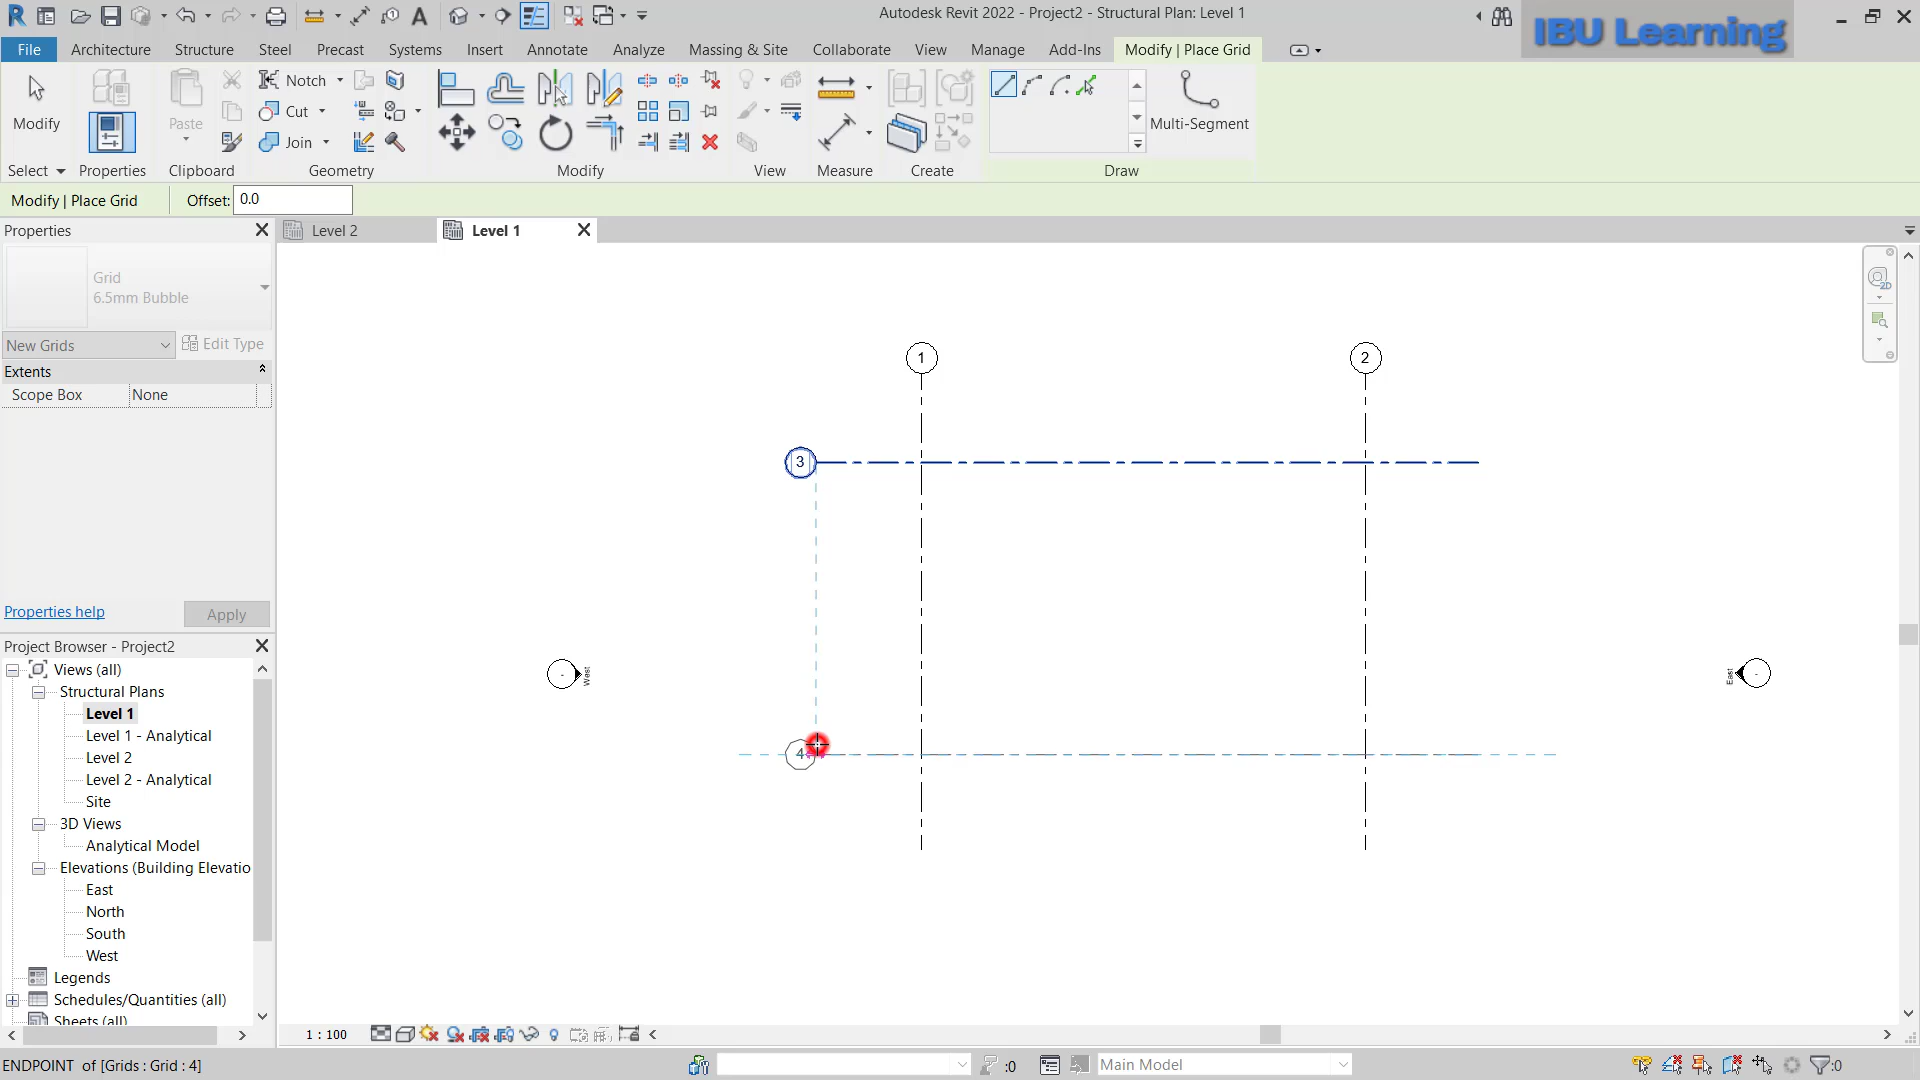 Autodesk Revit 2022 - Project2 - Structural Plan: Level 1
IBU Learning
File Architecture Structure Steel Precast Systems Insert Annotate Analyze Massing & Site Collaborate View Manage Add-Ins Modify | Place Grid
Modify
Paste
Notch
Cut
Join
Multi-Segment
Select Properties Clipboard Geometry Modify View Measure Create Draw
Modify | Place Grid Offset: 0.0
Properties
Level 2
Level 1
Grid
6.5mm Bubble
New Grids
Edit Type
Extents
Scope Box None
Properties help
Apply
Project Browser - Project2
Views (all)
Structural Plans
Level 1
Level 1 - Analytical
Level 2
Level 2 - Analytical
Site
3D Views
Analytical Model
Elevations (Building Elevatio
East
North
South
West
Legends
Schedules/Quantities (all)
Sheets (all)
1
2
3
4
West
East
2D
1 : 100
ENDPOINT of [Grids : Grid : 4]
:0
Main Model
:0